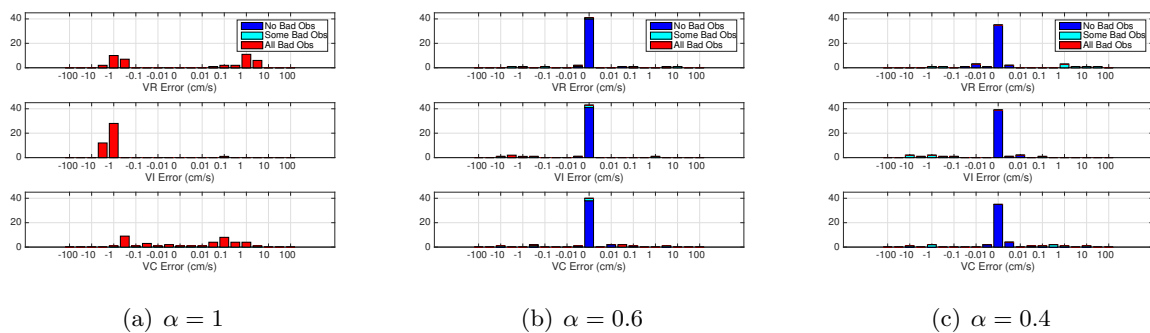 40
20
0
No Bad Obs
Some Bad Obs
All Bad Obs
-100 -10 -1 -0.1 -0.01 0 0.01 0.1 1 10 100
VR Error (cm/s)
40
20
0
-100 -10 -1 -0.1 -0.01 0 0.01 0.1 1 10 100
VI Error (cm/s)
40
20
0
-100 -10 -1 -0.1 -0.01 0 0.01 0.1 1 10 100
VC Error (cm/s)
(a) α = 1
40
20
0
No Bad Obs
Some Bad Obs
All Bad Obs
-100 -10 -1 -0.1 -0.01 0 0.01 0.1 1 10 100
VR Error (cm/s)
40
20
0
-100 -10 -1 -0.1 -0.01 0 0.01 0.1 1 10 100
VI Error (cm/s)
40
20
0
-100 -10 -1 -0.1 -0.01 0 0.01 0.1 1 10 100
VC Error (cm/s)
(b) α = 0.6
40
20
0
No Bad Obs
Some Bad Obs
All Bad Obs
-100 -10 -1 -0.1 -0.01 0 0.01 0.1 1 10 100
VR Error (cm/s)
40
20
0
-100 -10 -1 -0.1 -0.01 0 0.01 0.1 1 10 100
VI Error (cm/s)
40
20
0
-100 -10 -1 -0.1 -0.01 0 0.01 0.1 1 10 100
VC Error (cm/s)
(c) α = 0.4